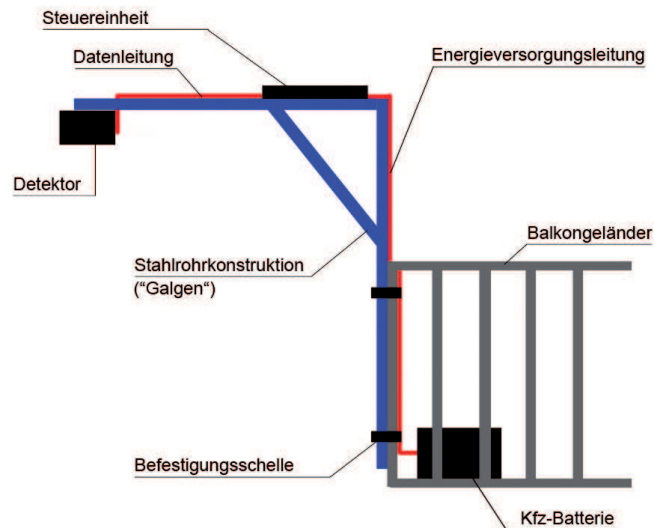 Steuereinheit
Datenleitung
Energieversorgungsleitung
Detektor
Balkongeländer
Stahlrohrkonstruktion
(“Galgen“)
Befestigungsschelle
Kfz-Batterie